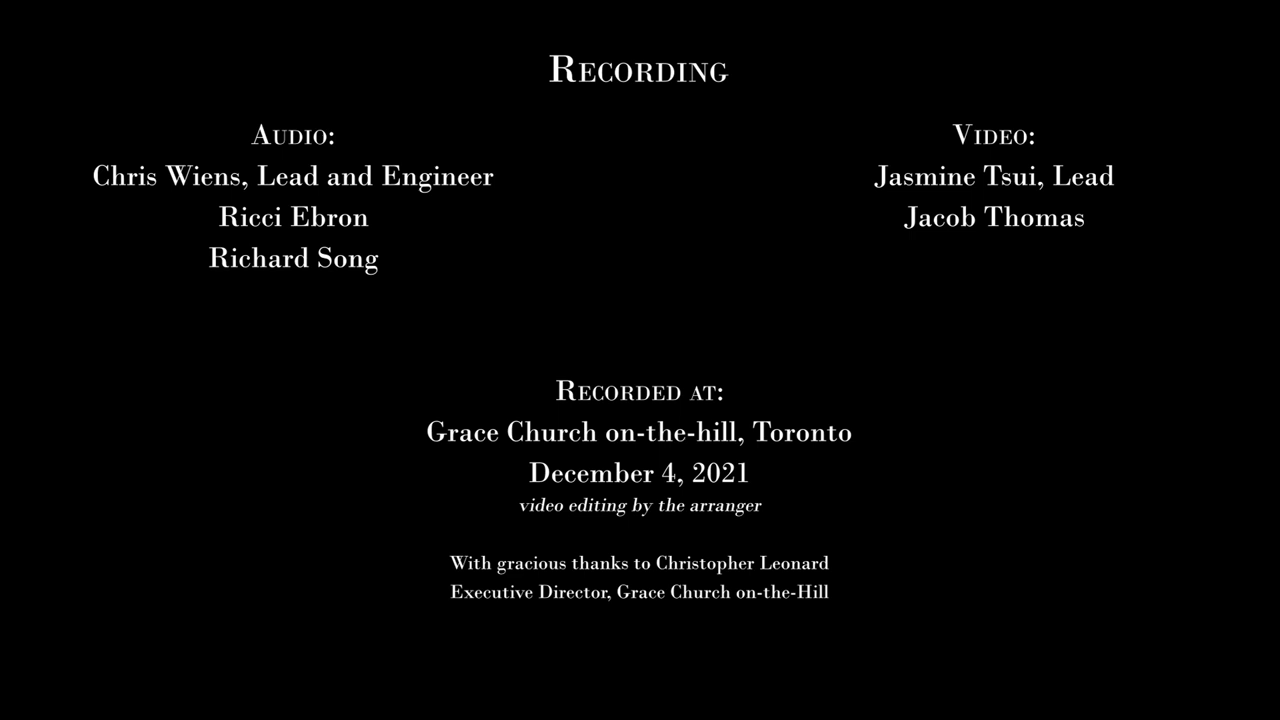 Recording
Audio:
Chris Wiens, Lead and Engineer
Ricci Ebron
Richard Song
Video:
Jasmine Tsui, Lead
Jacob Thomas
Recorded at:
Grace Church on-the-hill, Toronto
December 4, 2021
video editing by the arranger
With gracious thanks to Christopher Leonard
Executive Director, Grace Church on-the-Hill